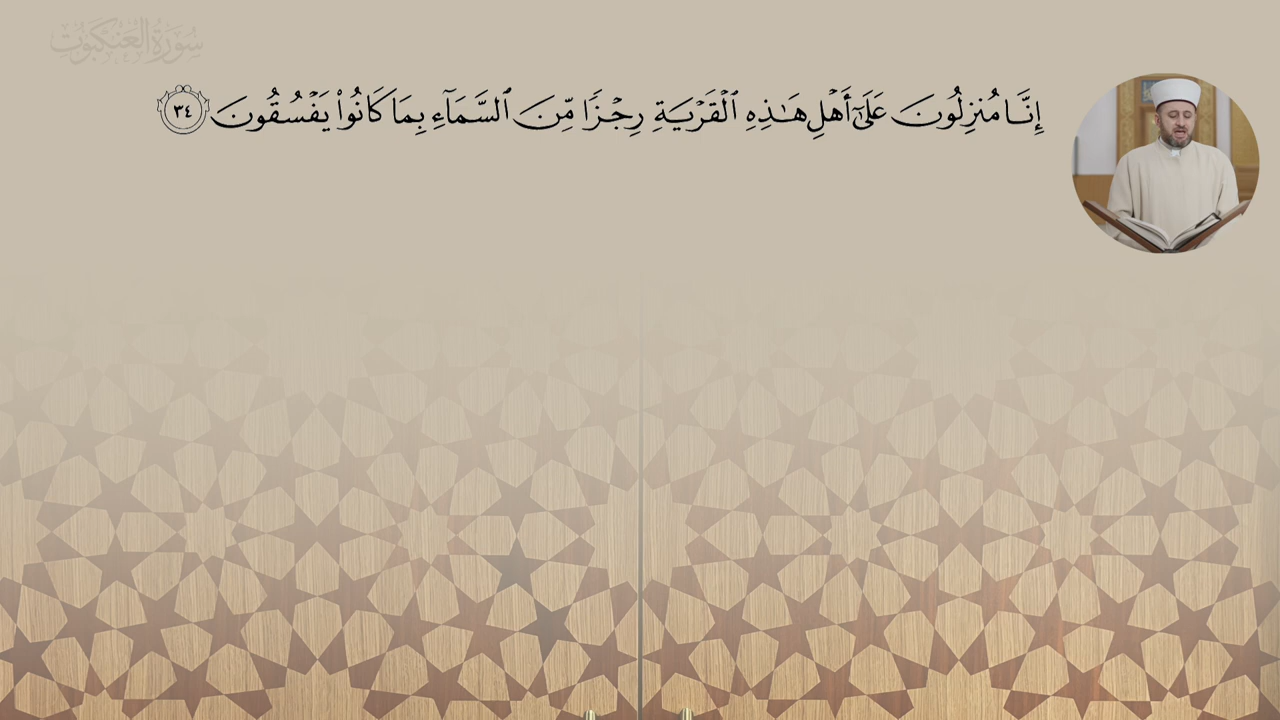 سُورَةُ العَنكَبُوتِ
إِنَّا مُنزِلُونَ عَلَىٰٓ أَهْلِ هَٰذِهِ ٱلْقَرْيَةِ رِجْزًا مِّنَ ٱلسَّمَآءِ بِمَا كَانُوا۟ يَفْسُقُونَ ٣٤